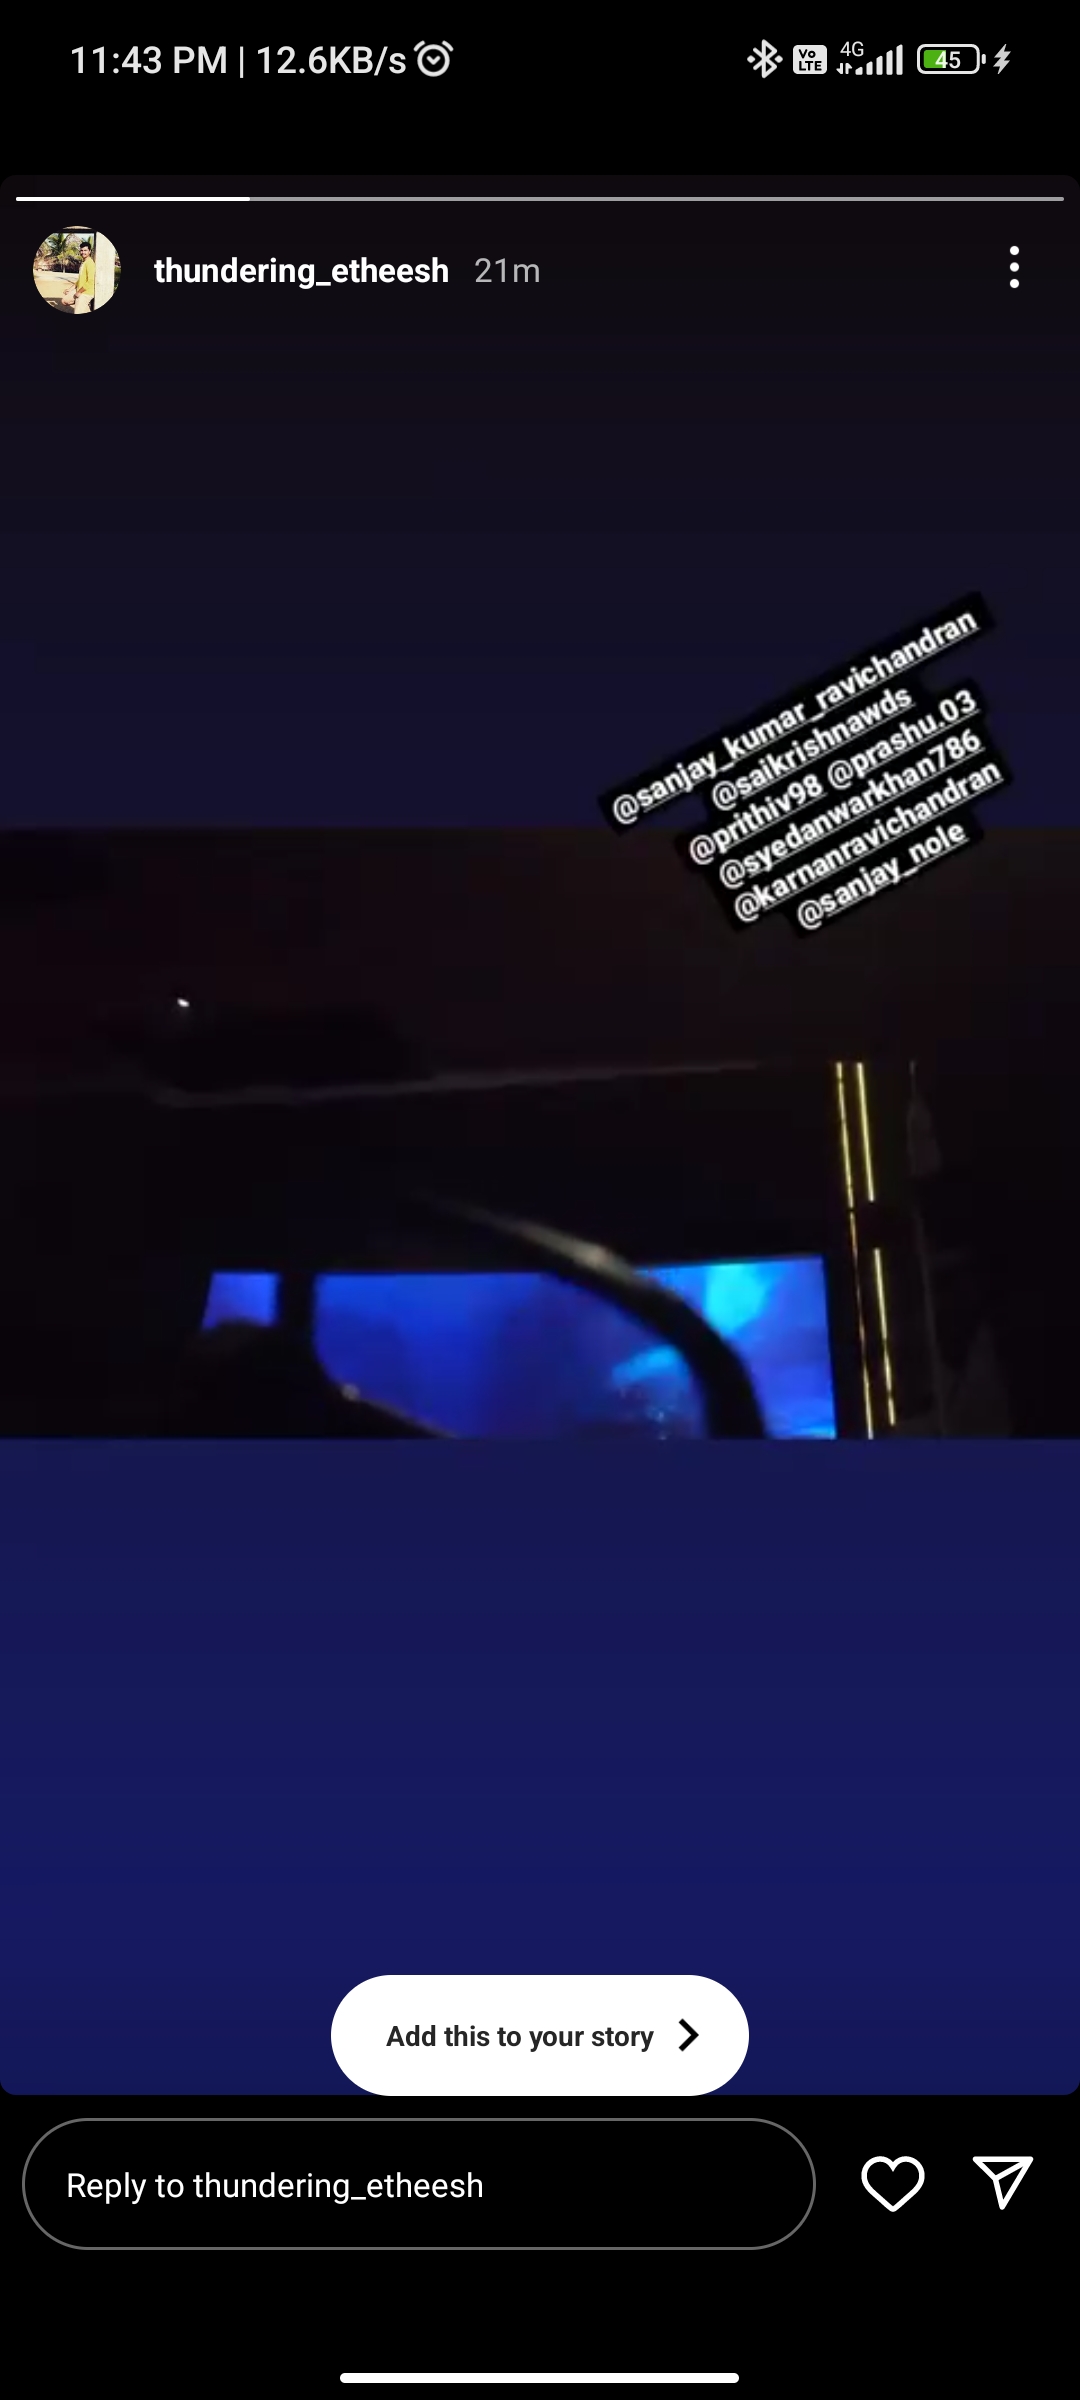 11:43 PM | 12.6KB/s
Vo LTE 4G 45
thundering_etheesh 21m
@sanjay_kumar_ravichandran
@saikrishnawds
@prithiv98 @prashu.03
@syedanwarkhan786
@karnanravichandran
@sanjay_nole
Add this to your story
Reply to thundering_etheesh